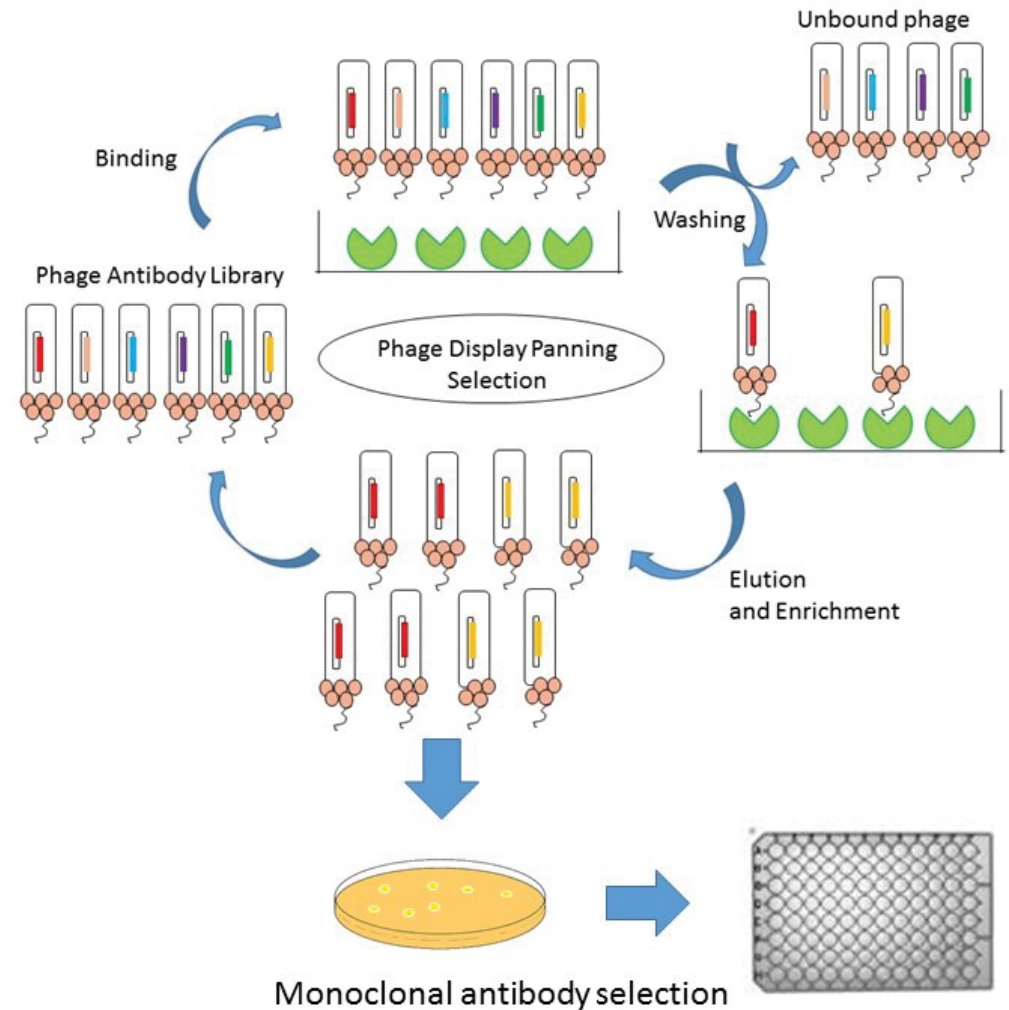 Unbound phage
Binding
Washing
Phage Antibody Library
Phage Display Panning
Selection
Elution
and Enrichment
Monoclonal antibody selection